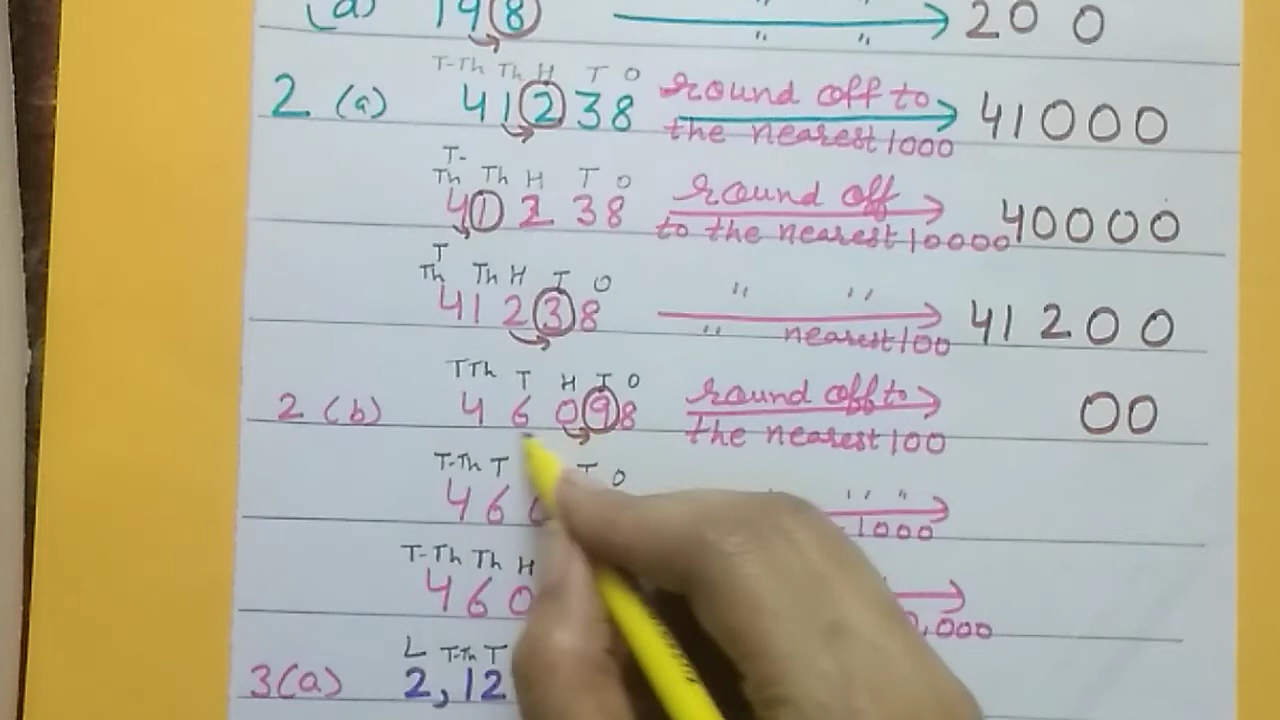 (a) 198 " " 200
" "
T-Th Th H T O
2 (a) 41238 round off to 41000
the nearest 1000
T-
Th Th H T O
41238 round off 40000
to the nearest 10000
T
Th Th H T O
41238 " " 41200
" nearest 100
TTh T H T O
2 (b) 46098 round off to 00
the nearest 100
T-Th T T O
46 " "
1000
T-Th Th H
460
0,000
L T-Th T
3(a) 2,12